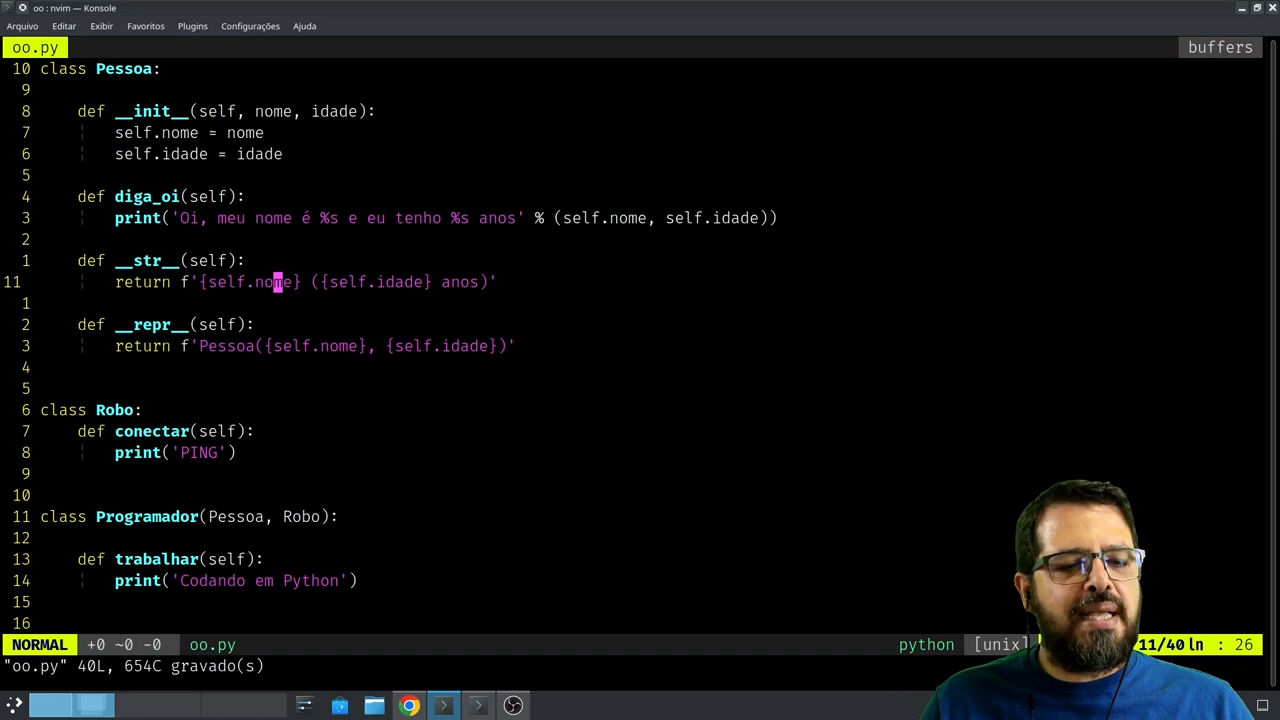 oo : nvim — Konsole
Arquivo Editar Exibir Favoritos Plugins Configurações Ajuda
oo.py buffers
10 class Pessoa:
9
8 def __init__(self, nome, idade):
7 self.nome = nome
6 self.idade = idade
5
4 def diga_oi(self):
3 print('Oi, meu nome é %s e eu tenho %s anos' % (self.nome, self.idade))
2
1 def __str__(self):
11 return f'{self.nome} ({self.idade} anos)'
1
2 def __repr__(self):
3 return f'Pessoa({self.nome}, {self.idade})'
4
5
6 class Robo:
7 def conectar(self):
8 print('PING')
9
10
11 class Programador(Pessoa, Robo):
12
13 def trabalhar(self):
14 print('Codando em Python')
15
16
NORMAL +0 ~0 -0 oo.py python [unix] 11/40 ln : 26
"oo.py" 40L, 654C gravado(s)